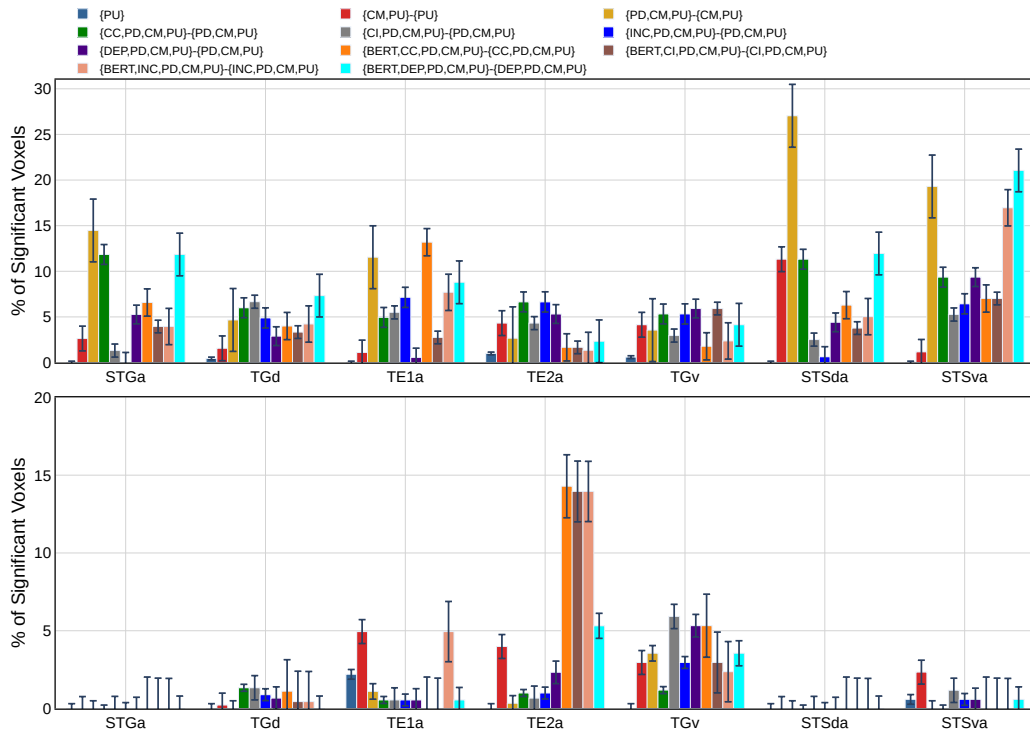 {PU} {CM,PU}-{PU} {PD,CM,PU}-{CM,PU}
{CC,PD,CM,PU}-{PD,CM,PU} {CI,PD,CM,PU}-{PD,CM,PU} {INC,PD,CM,PU}-{PD,CM,PU}
{DEP,PD,CM,PU}-{PD,CM,PU} {BERT,CC,PD,CM,PU}-{CC,PD,CM,PU} {BERT,CI,PD,CM,PU}-{CI,PD,CM,PU}
{BERT,INC,PD,CM,PU}-{INC,PD,CM,PU} {BERT,DEP,PD,CM,PU}-{DEP,PD,CM,PU}
% of Significant Voxels
30
25
20
15
10
5
0
STGa TGd TE1a TE2a TGv STSda STSva
% of Significant Voxels
20
15
10
5
0
STGa TGd TE1a TE2a TGv STSda STSva